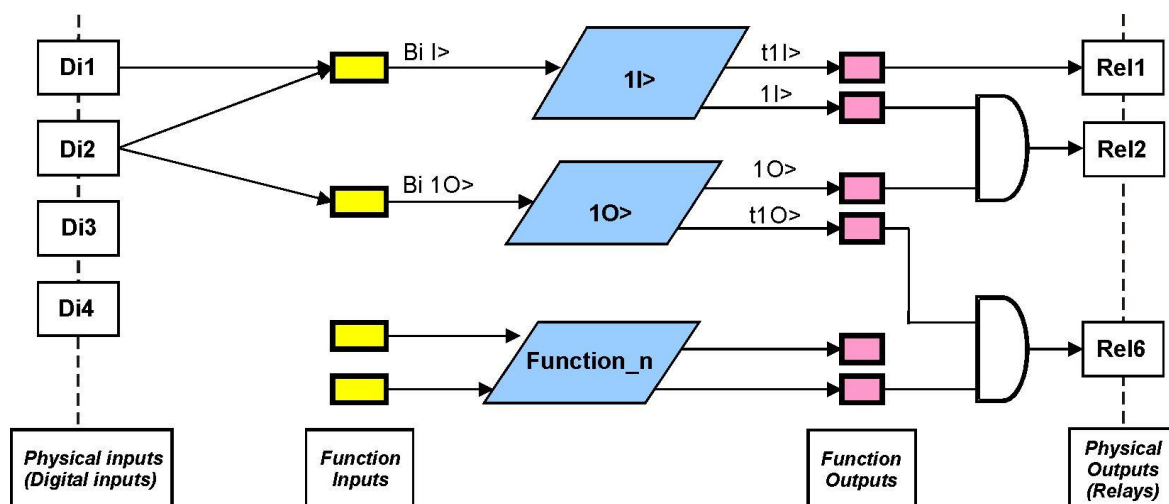 Di1
Bi I>
1I>
t1I>
1I>
Rel1
Di2
Rel2
Bi 1O>
1O>
1O>
t1O>
Di3
Di4
Function_n
Rel6
Physical inputs
(Digital inputs)
Function
Inputs
Function
Outputs
Physical
Outputs
(Relays)